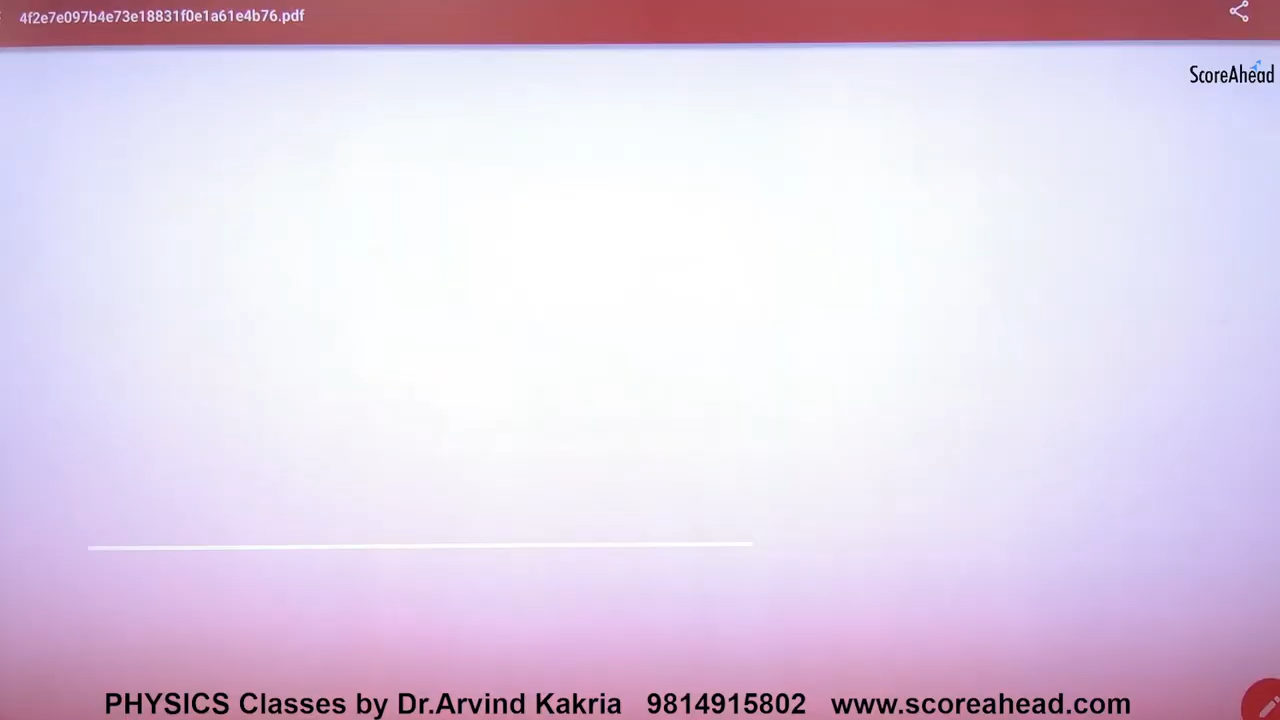 4f2e7e097b4e73e18831f0e1a61e4b76.pdf
ScoreAhead
PHYSICS Classes by Dr.Arvind Kakria 9814915802 www.scoreahead.com